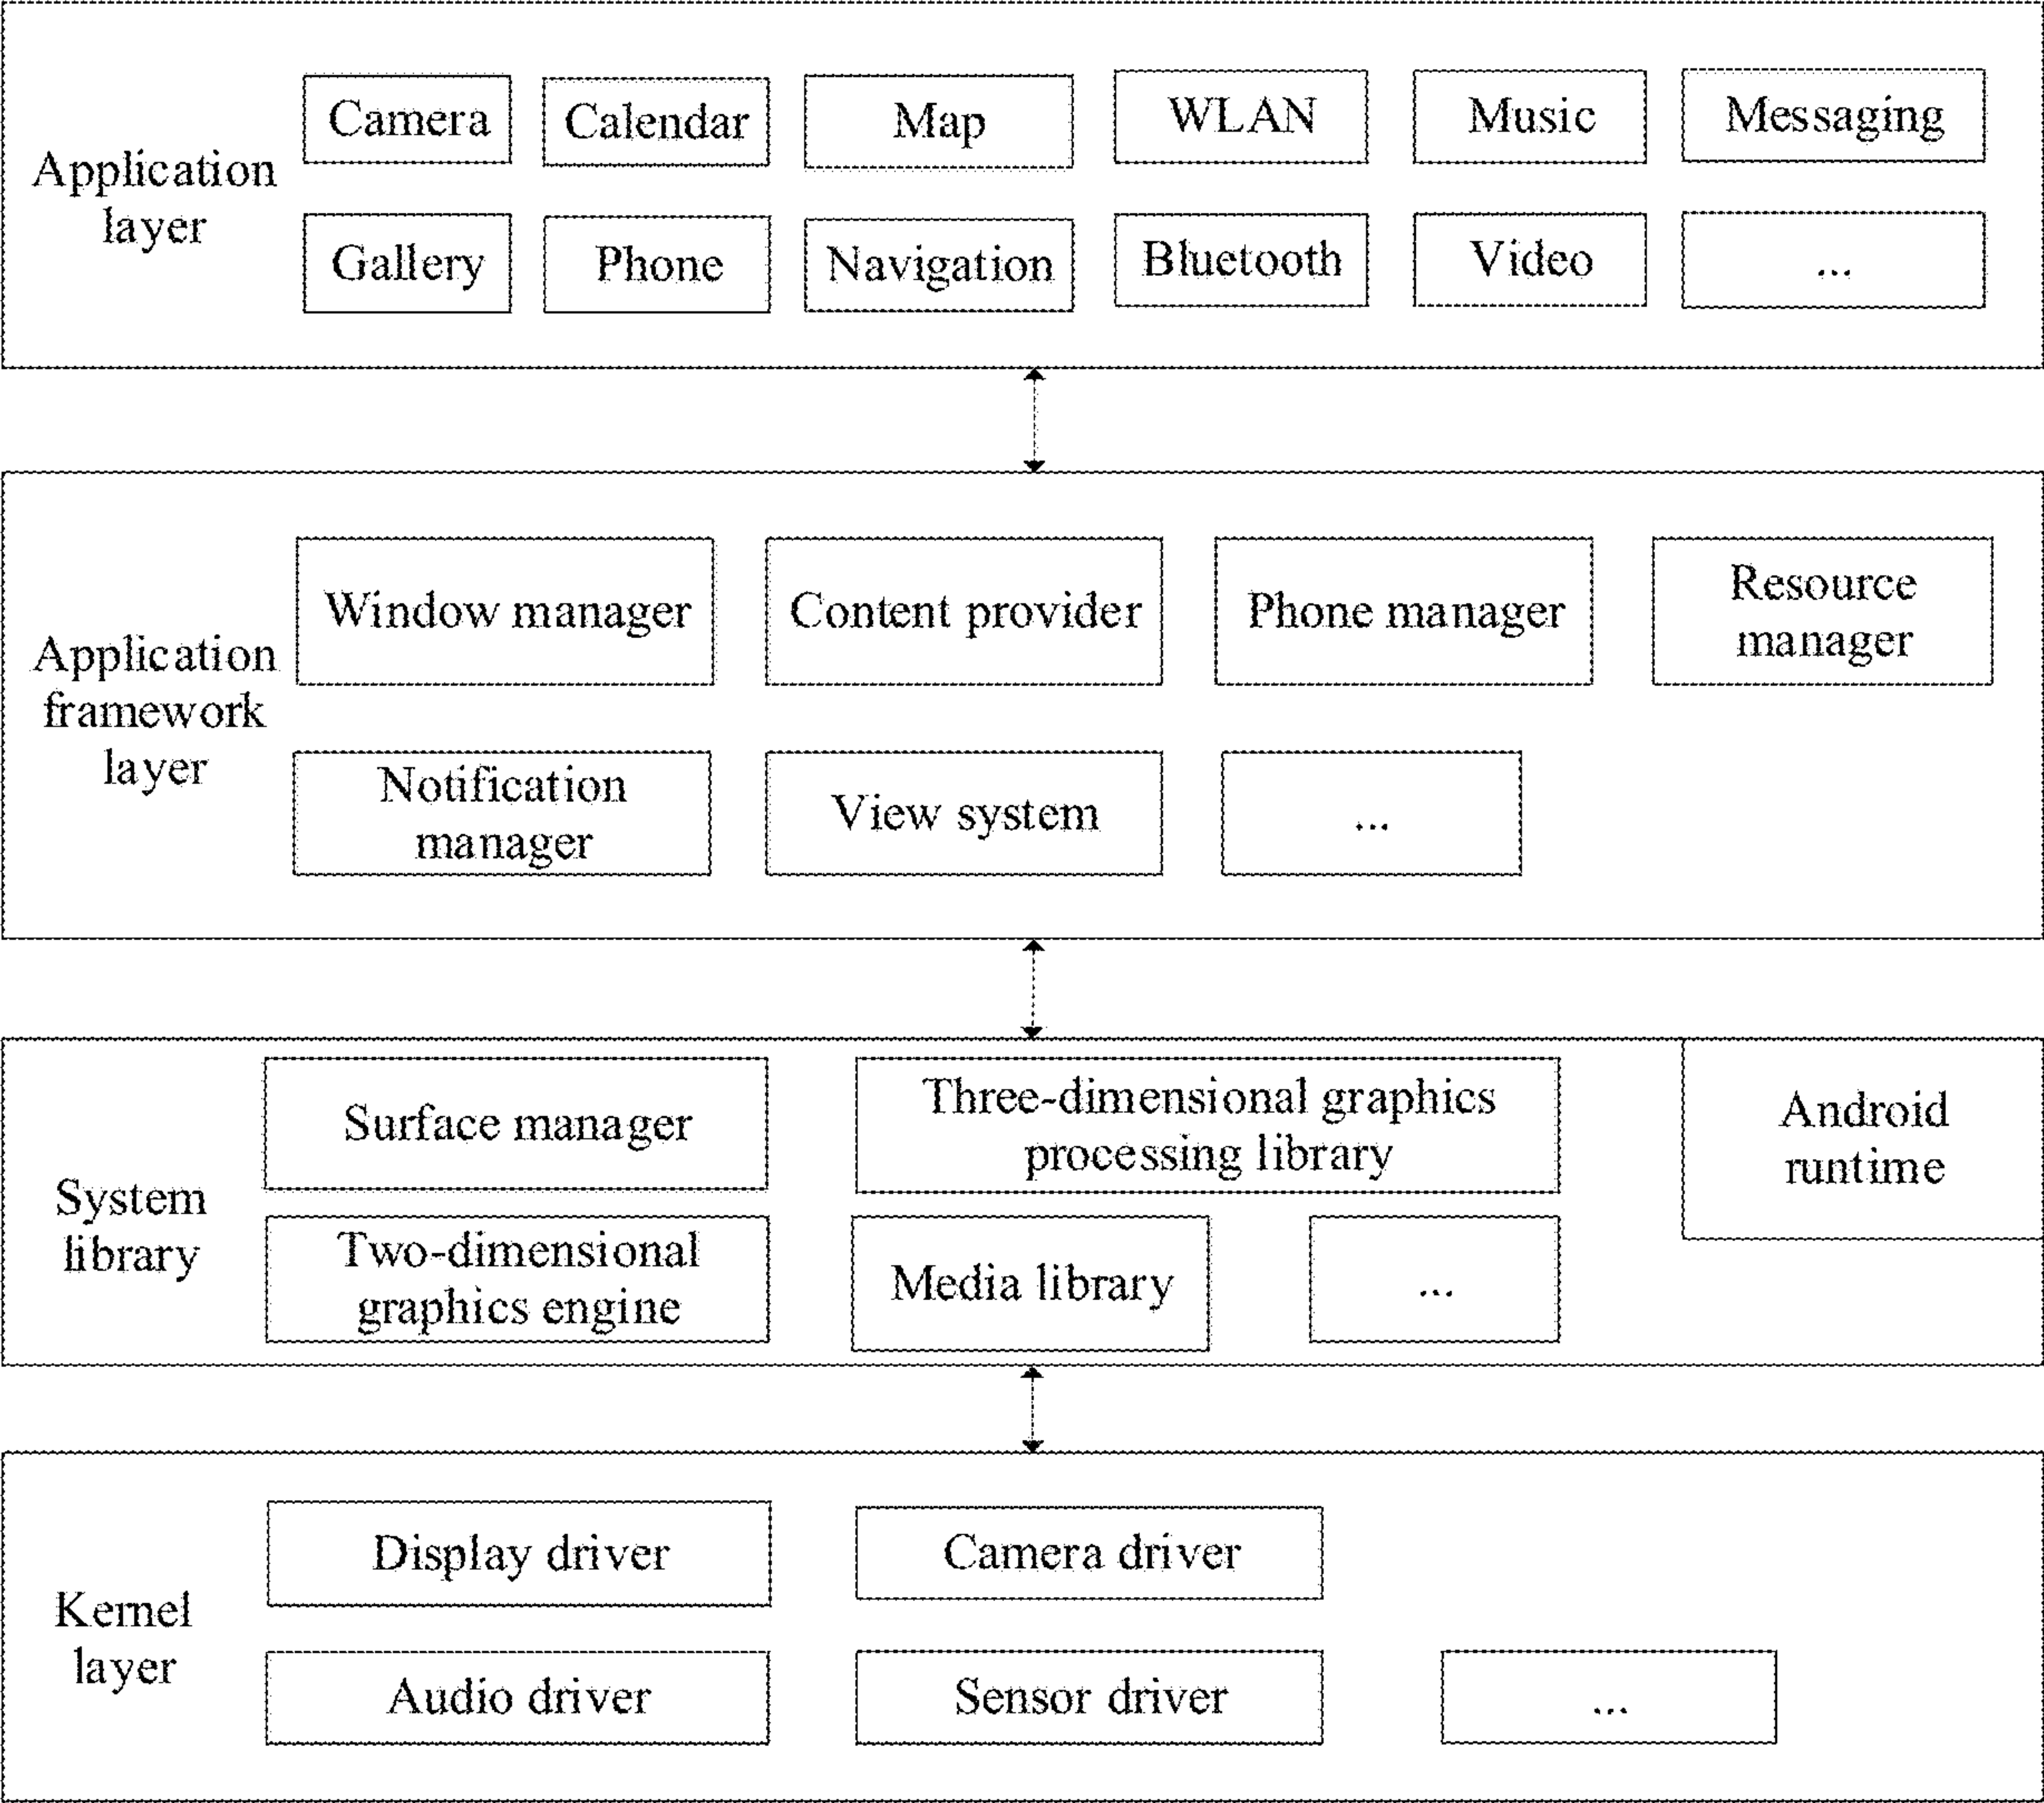 Application
layer
Camera
Calendar
Map
WLAN
Music
Messaging
Gallery
Phone
Navigation
Bluetooth
Video
...
Application
framework
layer
Window manager
Content provider
Phone manager
Resource
manager
Notification
manager
View system
...
System
library
Surface manager
Three-dimensional graphics
processing library
Android
runtime
Two-dimensional
graphics engine
Media library
...
Kernel
layer
Display driver
Camera driver
Audio driver
Sensor driver
...